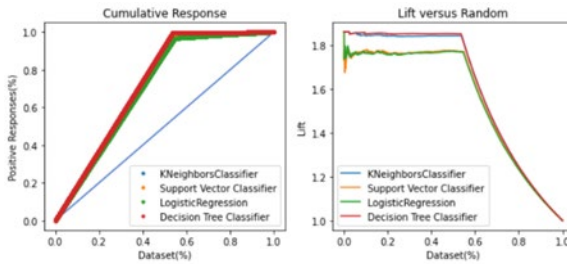 Cumulative Response
1.0
0.8
0.6
0.4
0.2
0.0
Positive Responses(%)
KNeighborsClassifier
Support Vector Classifier
LogisticRegression
Decision Tree Classifier
0.0 0.2 0.4 0.6 0.8 1.0
Dataset(%)
Lift versus Random
1.8
1.6
1.4
1.2
1.0
Lift
KNeighborsClassifier
Support Vector Classifier
LogisticRegression
Decision Tree Classifier
0.0 0.2 0.4 0.6 0.8 1.0
Dataset(%)